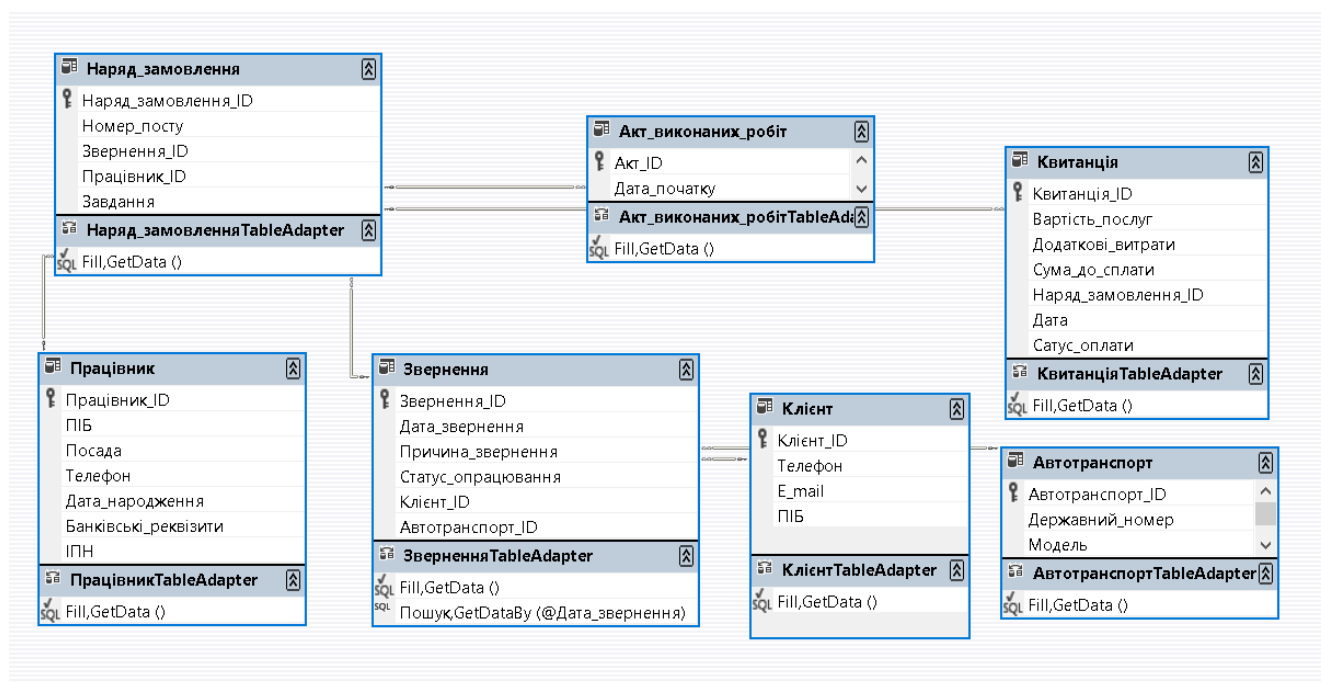 Наряд_замовлення
Наряд_замовлення_ID
Номер_посту
Звернення_ID
Працівник_ID
Завдання
Наряд_замовленняTableAdapter
Fill,GetData ()
Акт_виконаних_робіт
Акт_ID
Дата_початку
Акт_виконаних_робітTableAda
Fill,GetData ()
Квитанція
Квитанція_ID
Вартість_послуг
Додаткові_витрати
Сума_до_сплати
Наряд_замовлення_ID
Дата
Сатус_оплати
КвитанціяTableAdapter
Fill,GetData ()
Працівник
Працівник_ID
ПІБ
Посада
Телефон
Дата_народження
Банківські_реквізити
ІПН
ПрацівникTableAdapter
Fill,GetData ()
Звернення
Звернення_ID
Дата_звернення
Причина_звернення
Статус_опрацювання
Клієнт_ID
Автотранспорт_ID
ЗверненняTableAdapter
Fill,GetData ()
Пошук,GetDataBy (@Дата_звернення)
Клієнт
Клієнт_ID
Телефон
E_mail
ПІБ
КлієнтTableAdapter
Fill,GetData ()
Автотранспорт
Автотранспорт_ID
Державний_номер
Модель
АвтотранспортTableAdapter
Fill,GetData ()